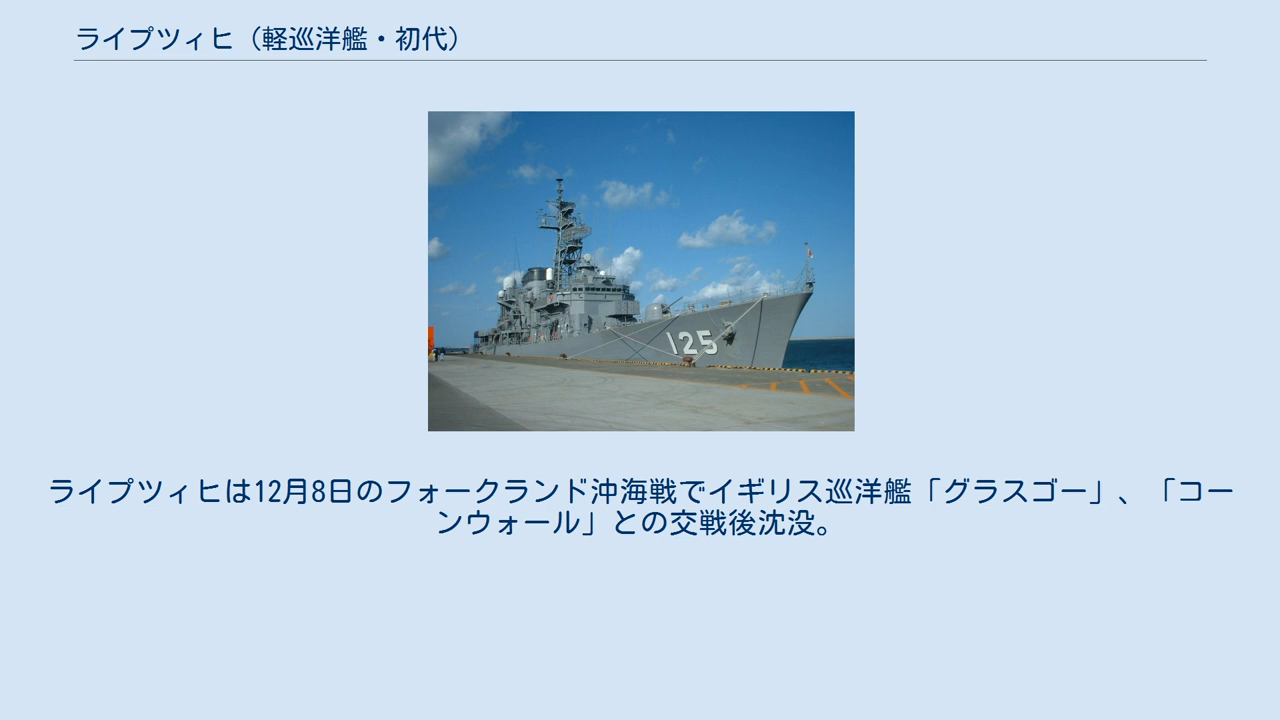 ライプツィヒ（軽巡洋艦・初代）
125
ライプツィヒは12月8日のフォークランド沖海戦でイギリス巡洋艦「グラスゴー」、「コー
ンウォール」との交戦後沈没。